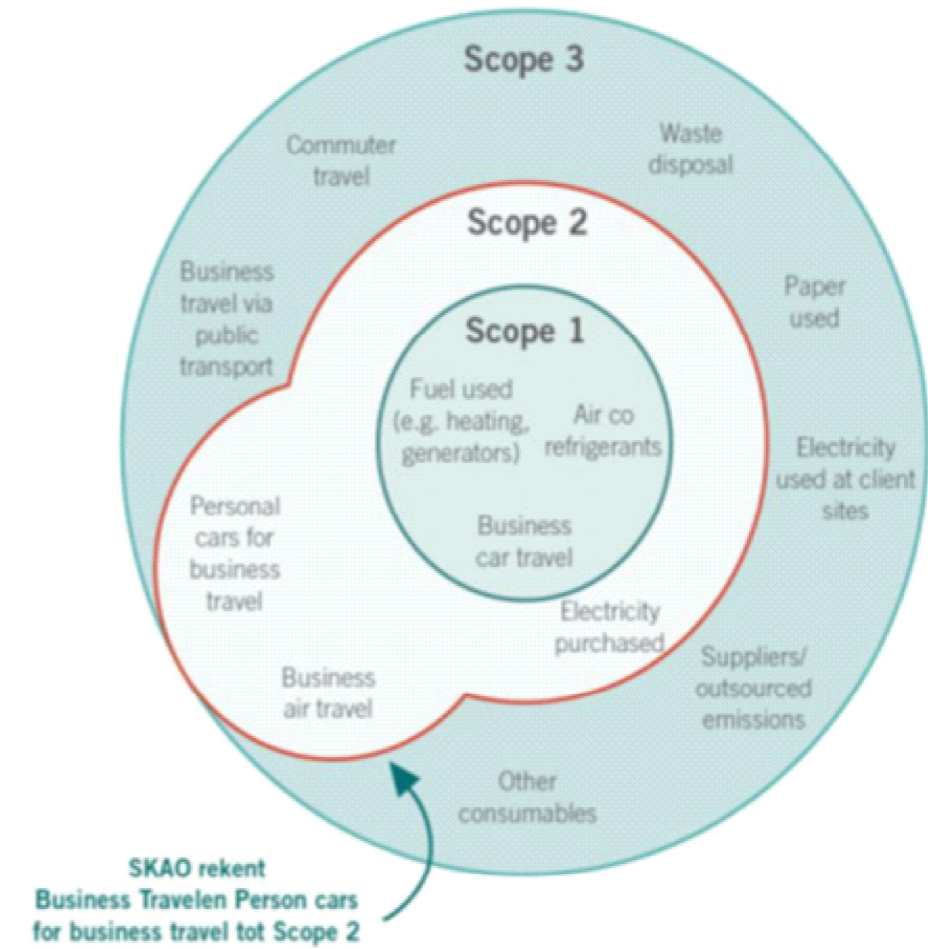 Scope 3
Commuter
travel
Waste
disposal
Scope 2
Business
travel via
public
transport
Paper
used
Scope 1
Fuel used
(e.g. heating,
generators)
Air co
refrigerants
Electricity
used at client
sites
Personal
cars for
business
travel
Business
car travel
Electricity
purchased
Suppliers/
outsourced
emissions
Business
air travel
Other
consumables
SKAO rekent
Business Travelen Person cars
for business travel tot Scope 2